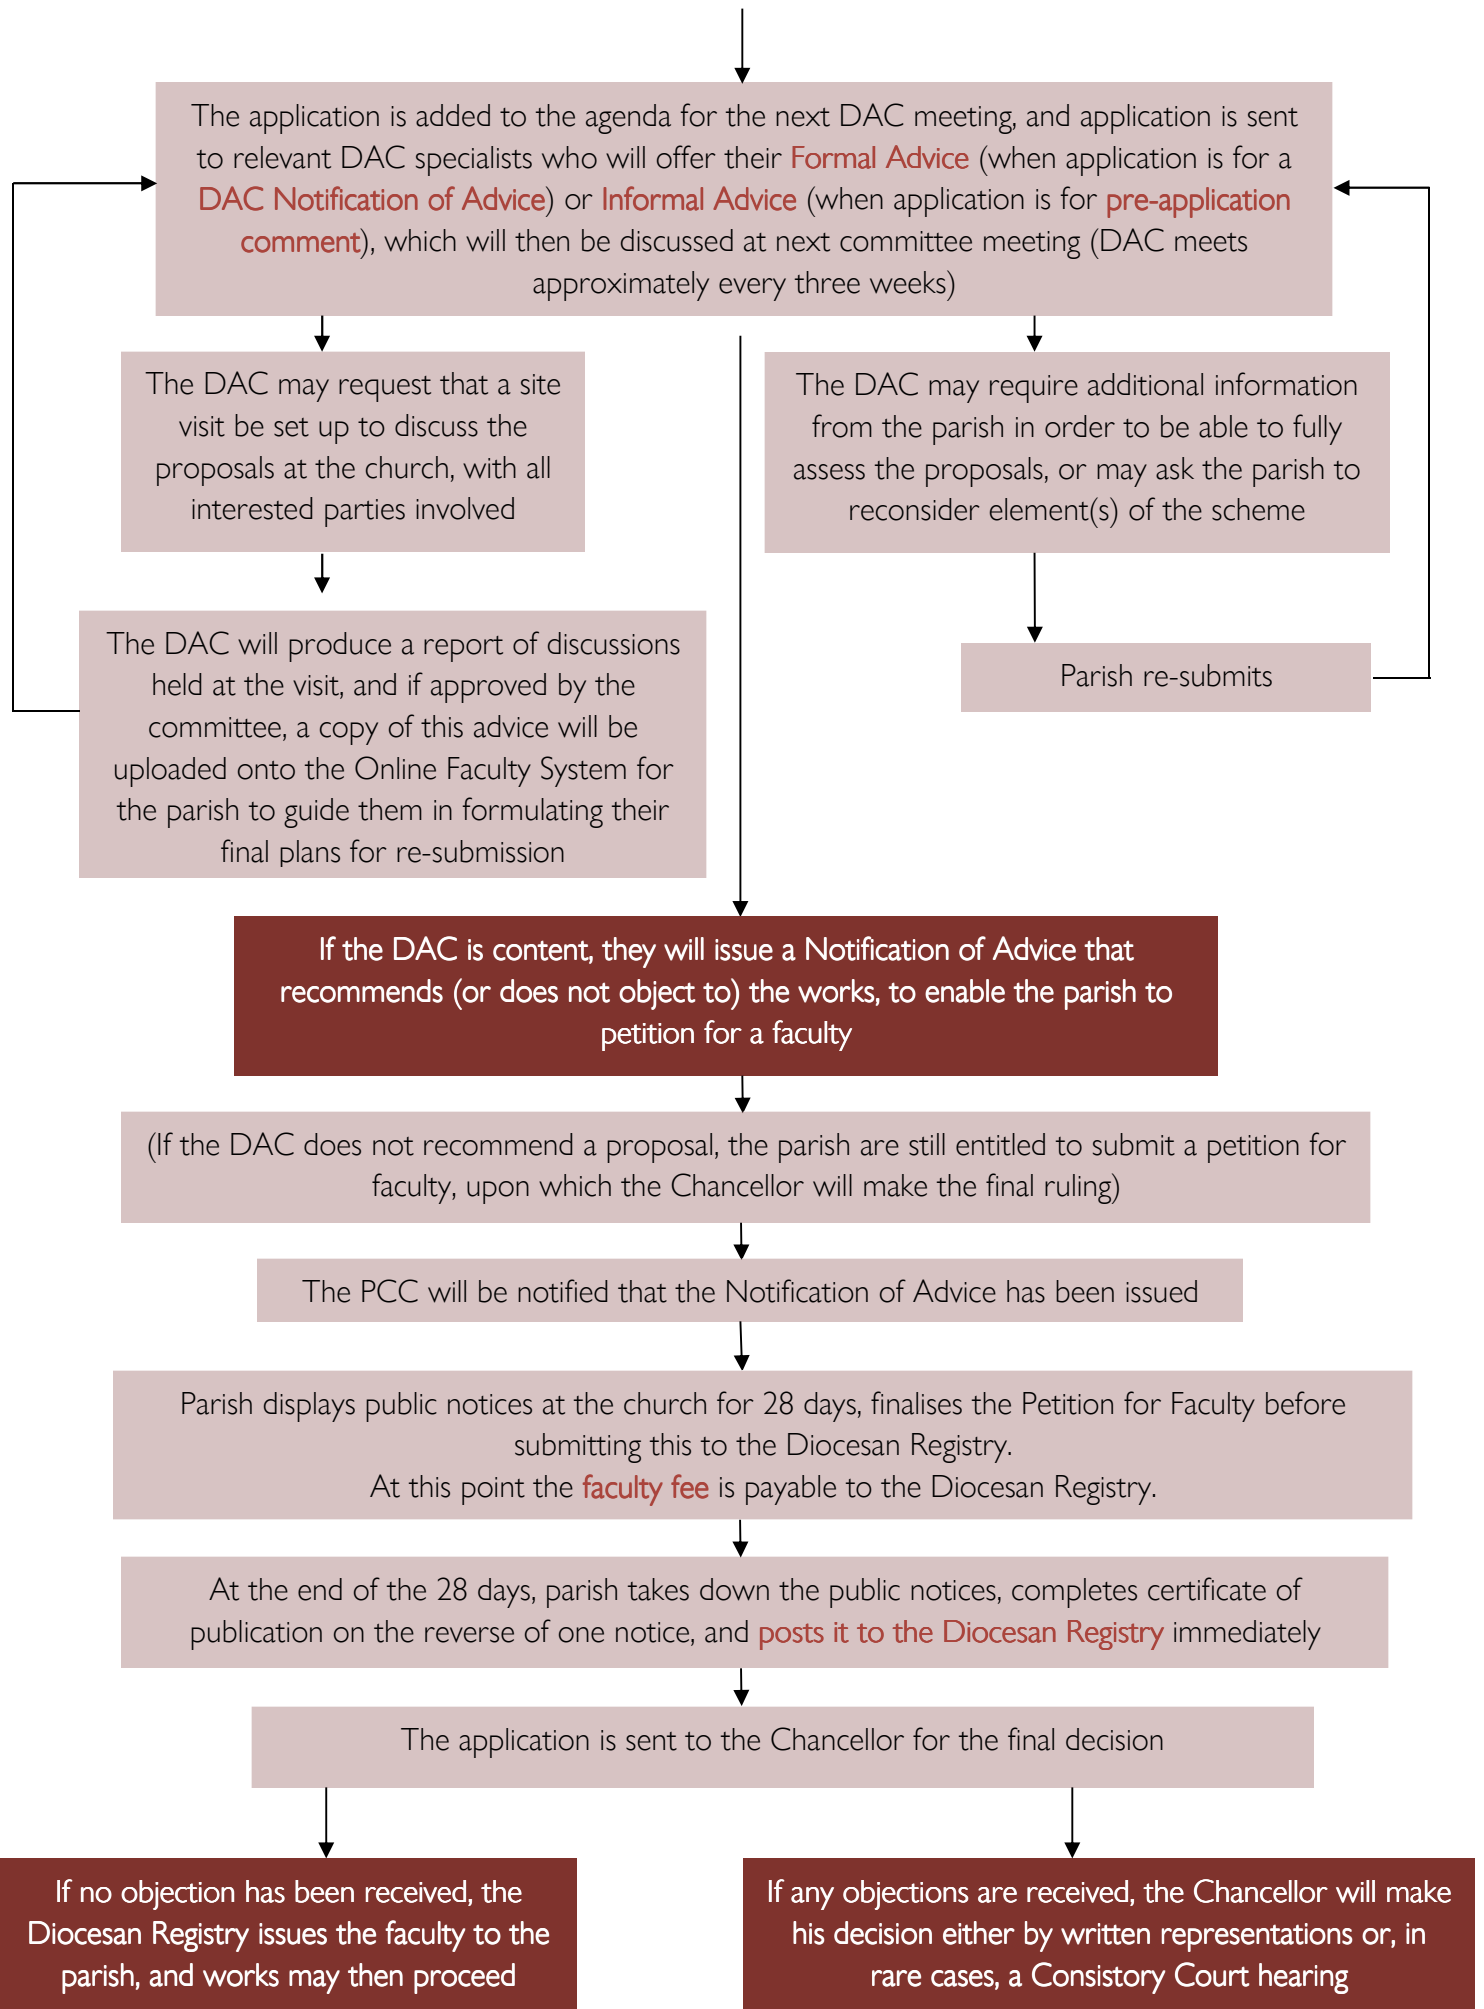 The application is added to the agenda for the next DAC meeting, and application is sent
to relevant DAC specialists who will offer their Formal Advice (when application is for a
DAC Notification of Advice) or Informal Advice (when application is for pre-application
comment), which will then be discussed at next committee meeting (DAC meets
approximately every three weeks)
The DAC may request that a site
visit be set up to discuss the
proposals at the church, with all
interested parties involved
The DAC may require additional information
from the parish in order to be able to fully
assess the proposals, or may ask the parish to
reconsider element(s) of the scheme
The DAC will produce a report of discussions
held at the visit, and if approved by the
committee, a copy of this advice will be
uploaded onto the Online Faculty System for
the parish to guide them in formulating their
final plans for re-submission
Parish re-submits
If the DAC is content, they will issue a Notification of Advice that
recommends (or does not object to) the works, to enable the parish to
petition for a faculty
(If the DAC does not recommend a proposal, the parish are still entitled to submit a petition for
faculty, upon which the Chancellor will make the final ruling)
The PCC will be notified that the Notification of Advice has been issued
Parish displays public notices at the church for 28 days, finalises the Petition for Faculty before
submitting this to the Diocesan Registry.
At this point the faculty fee is payable to the Diocesan Registry.
At the end of the 28 days, parish takes down the public notices, completes certificate of
publication on the reverse of one notice, and posts it to the Diocesan Registry immediately
The application is sent to the Chancellor for the final decision
If no objection has been received, the
Diocesan Registry issues the faculty to the
parish, and works may then proceed
If any objections are received, the Chancellor will make
his decision either by written representations or, in
rare cases, a Consistory Court hearing